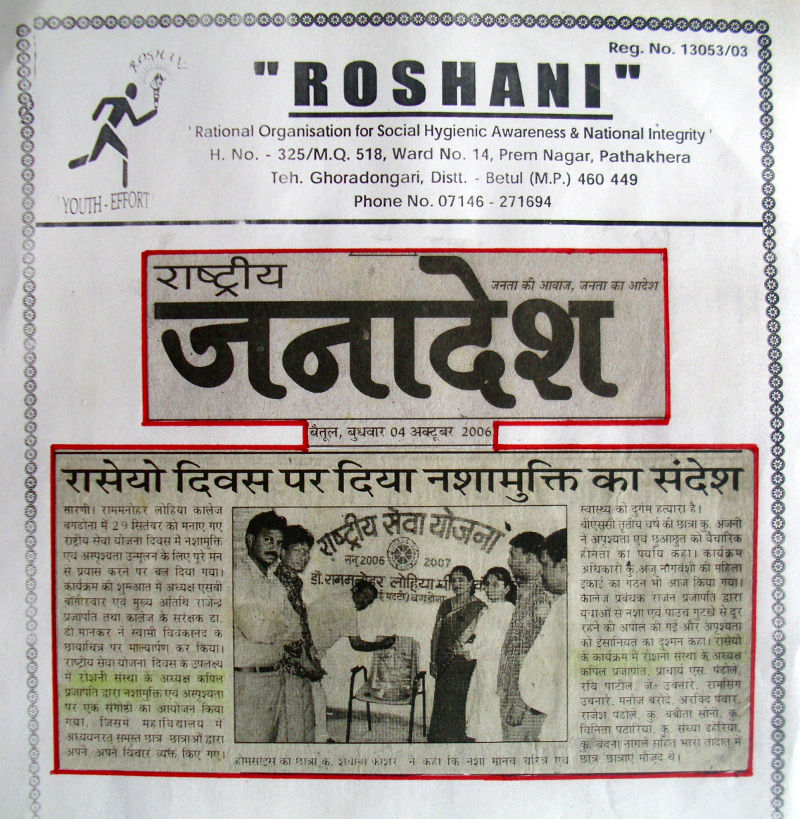 Reg. No. 13053/03
ROSHANI
"ROSHANI"
'Rational Organisation for Social Hygienic Awareness & National Integrity'
H. No. - 325/M.Q. 518, Ward No. 14, Prem Nagar, Pathakhera
Teh. Ghoradongari, Distt. - Betul (M.P.) 460 449
Phone No. 07146 - 271694
'YOUTH - EFFORT'
राष्ट्रीय
जनता की आवाज, जनता का आदेश
जनादेश
बैतूल, बुधवार 04 अक्टूबर 2006
रासेयो दिवस पर दिया नशामुक्ति का संदेश
सारणी। राममनोहर लोहिया कालेज
बगडोना में 29 सितंबर को मनाए गए
राष्ट्रीय सेवा योजना दिवस में नशामुक्ति
एवं अस्पृश्यता उन्मूलन के लिए पुरे मन
से प्रयास करने पर बल दिया गया।
कार्यक्रम की शुरूआत में अध्यक्ष एसबी
बोंगीरवार एवं मुख्य अतिथि राजेन्द्र
प्रजापति तथा कालेज के संरक्षक डा.
डी.मानकर ने स्वामी विवेकानंद के
छायाचित्र पर माल्यार्पण कर किया।
राष्ट्रीय सेवा योजना दिवस के उपलक्ष्य
में रोशनी संस्था के अध्यक्ष कपिल
प्रजापति द्वारा नशामुक्ति एवं अस्पृश्यता
पर एक संगोष्ठी का आयोजन किया
गया, जिसमें महाविद्यालय में
अध्ययनरत समस्त छात्र छात्राओं द्वारा
अपने अपने विचार व्यक्त किए गए।
राष्ट्रीय सेवा योजना
सन् 2006 2007
डॉ. राममनोहर लोहिया
होमसाइंस की छात्रा कु. शबाना कौशर ने कहा कि नशा मानव चरित्र एवं
स्वास्थ्य को दुर्गम हत्यारा है।
बीएससी तृतीय वर्ष की छात्रा कु. अंजनी
ने अपृश्यता एवं छुआछुत को वैचारिक
हीनता का पर्याय कहा। कार्यक्रम
अधिकारी कु.अंजू नागवंशी की महिला
इकाई का गठन भी आज किया गया।
कालेज प्रबंधक राजन प्रजापति द्वारा
युवाओं से नशा एवं पाउच गुटखे से दुर
रहने की अपील की गई और अपृश्यता
को इंसानियत का दुश्मन कहा। रासेयो
के कार्यक्रम में रोशनी संस्था के अध्यक्ष
कपिल प्रजापति, प्राचार्य एस. पंडोल,
रवि पाटील, जे. उबनारे, रामसिंग
उबनारे, मनोज बरोदे, अरविंद पंवार,
राजेश पंडोले, कु. बबीता सोनी, कु.
विनिता पटारिया, कु. संध्या डेहरिया,
कु. वंदना नागले सहित भारी तादात में
छात्र छात्राएं मौजूद थे।